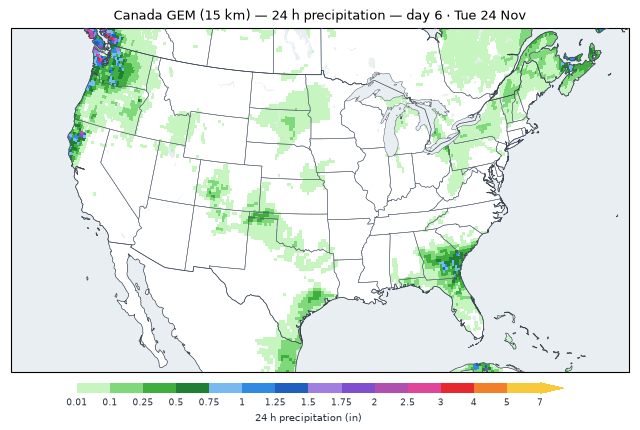 Canada GEM (15 km) — 24 h precipitation — day 6 · Tue 24 Nov
0.01 0.1 0.25 0.5 0.75 1 1.25 1.5 1.75 2 2.5 3 4 5 7
24 h precipitation (in)